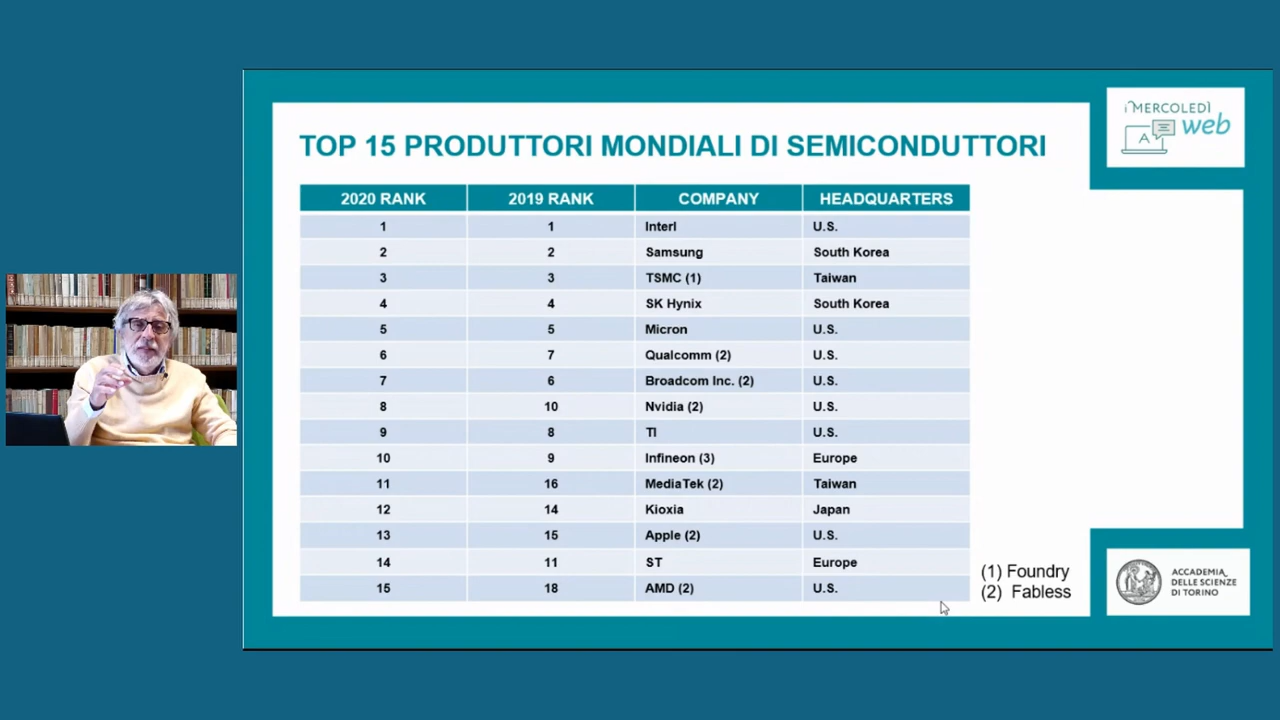 TOP 15 PRODUTTORI MONDIALI DI SEMICONDUTTORI
2020 RANK 2019 RANK COMPANY HEADQUARTERS
1 1 Interl U.S.
2 2 Samsung South Korea
3 3 TSMC (1) Taiwan
4 4 SK Hynix South Korea
5 5 Micron U.S.
6 7 Qualcomm (2) U.S.
7 6 Broadcom Inc. (2) U.S.
8 10 Nvidia (2) U.S.
9 8 TI U.S.
10 9 Infineon (3) Europe
11 16 MediaTek (2) Taiwan
12 14 Kioxia Japan
13 15 Apple (2) U.S.
14 11 ST Europe
15 18 AMD (2) U.S.
(1) Foundry
(2) Fabless
i MERCOLEDÌ
A web
ACCADEMIA
DELLE SCIENZE
DI TORINO